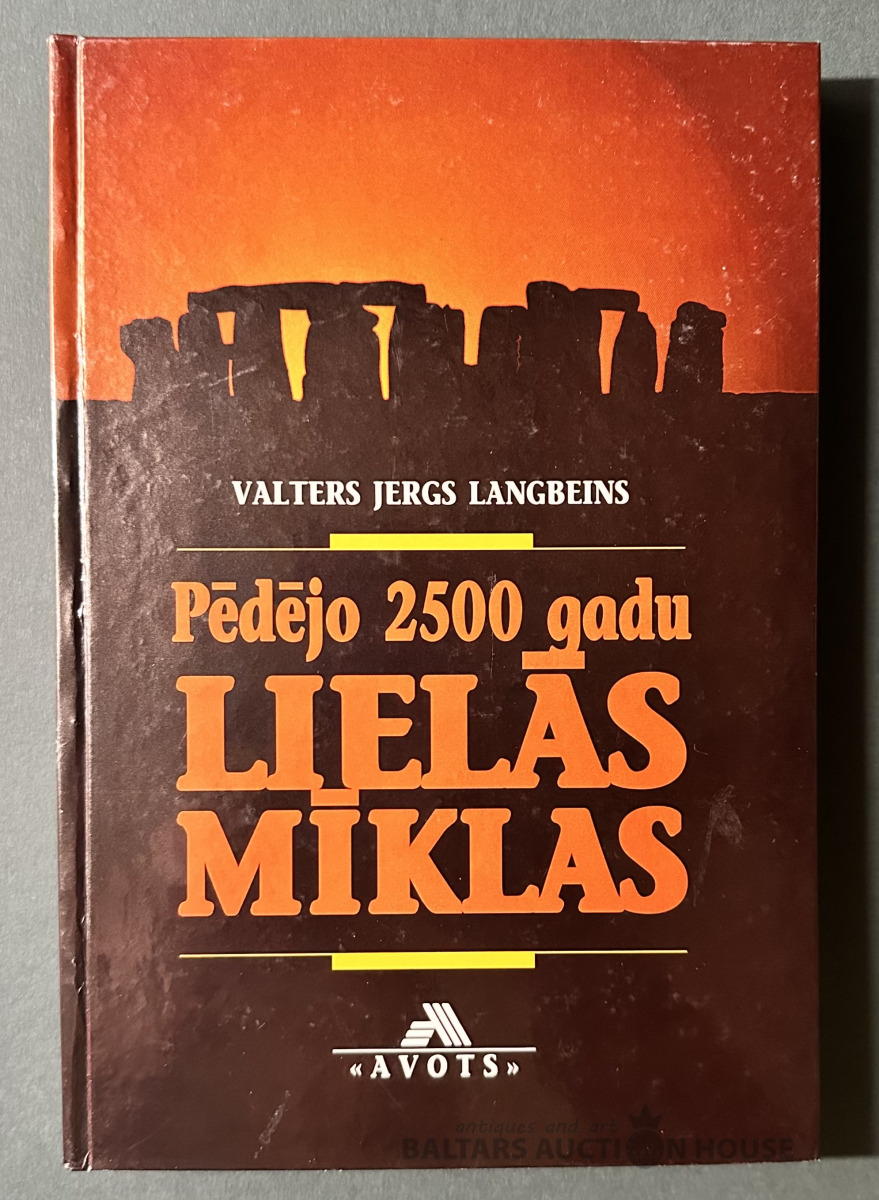 VALTERS JERGS LANGBEINS
Pēdējo 2500 gadu
LIELĀS
MĪKLAS
«AVOTS»
antiques and art
BALTARS AUCTION HOUSE